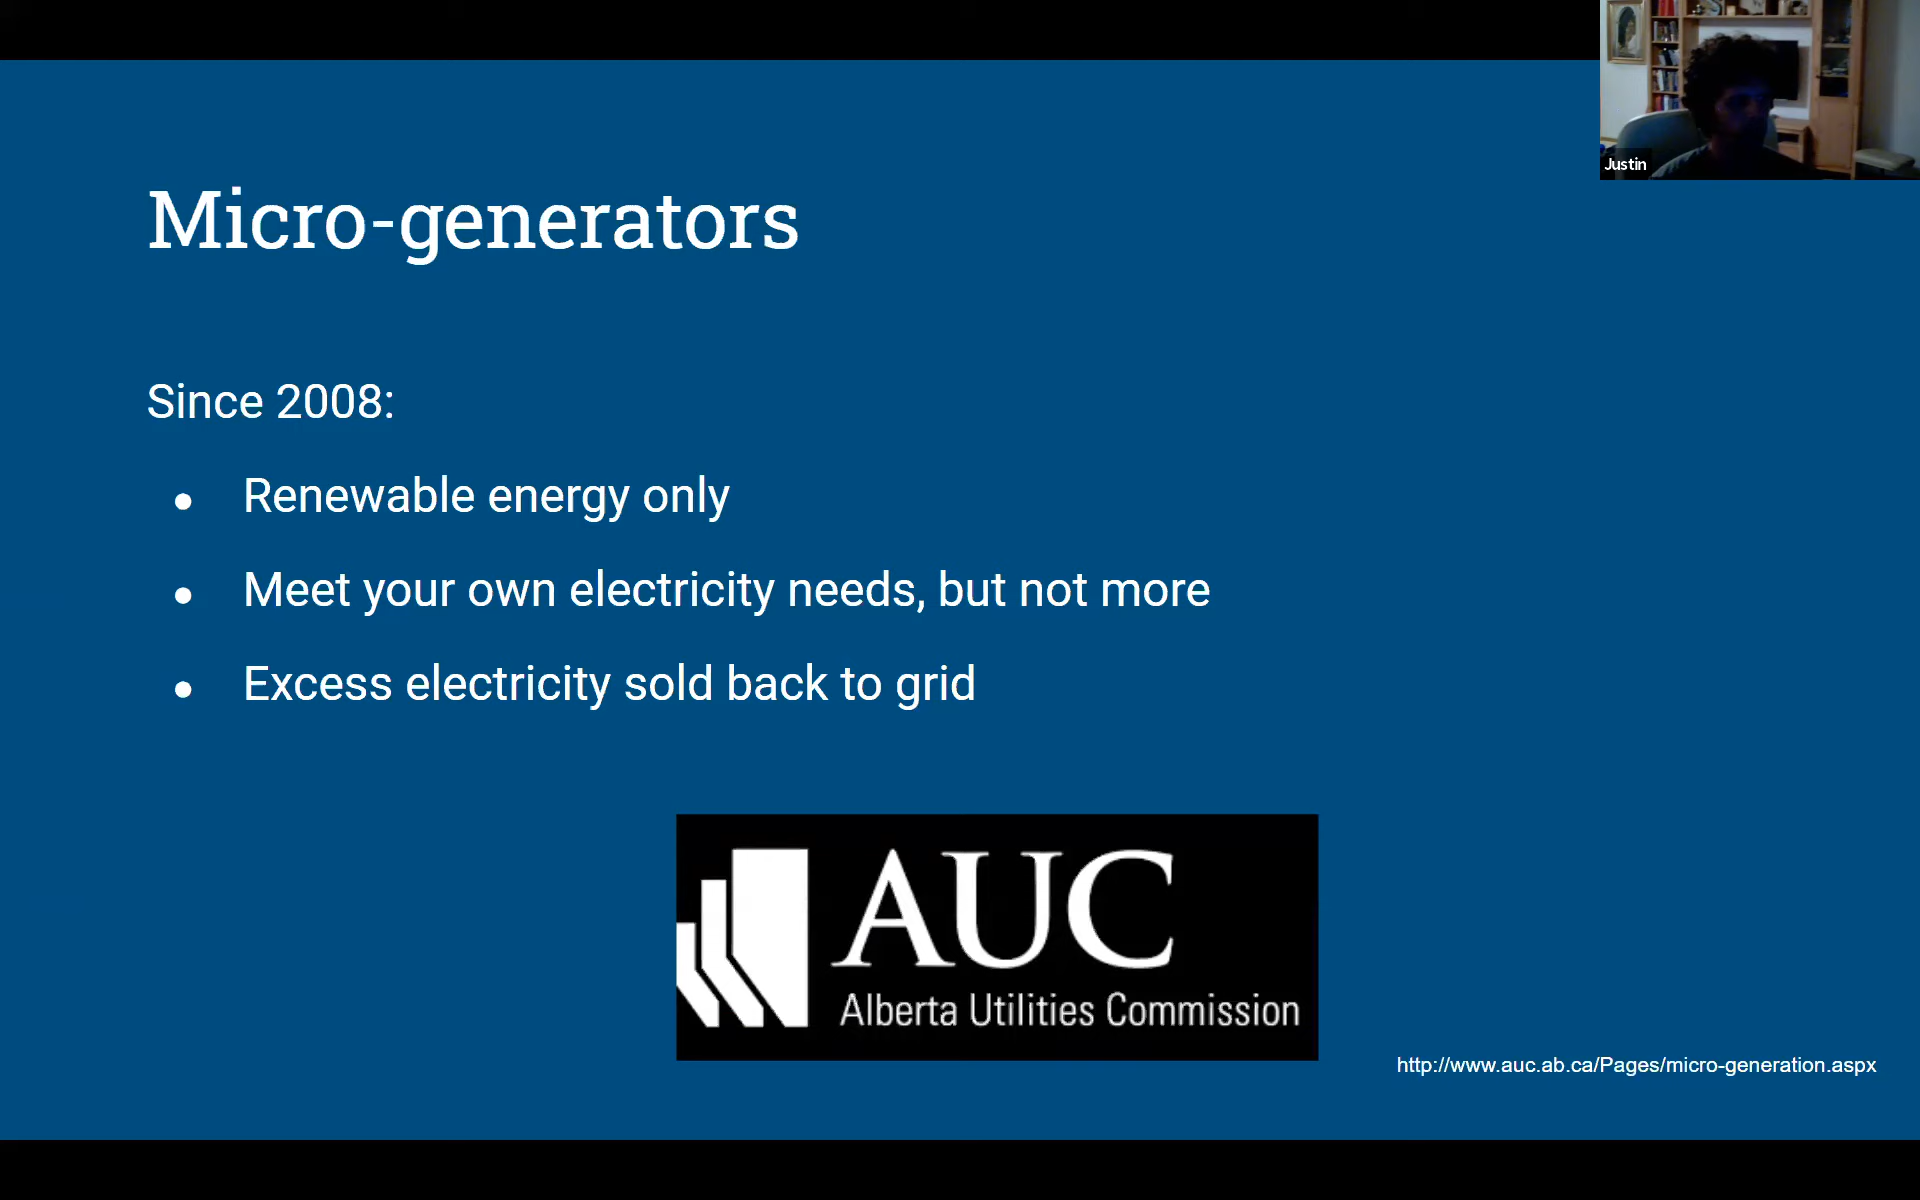 Justin
Micro-generators
Since 2008:
● Renewable energy only
● Meet your own electricity needs, but not more
● Excess electricity sold back to grid
AUC
Alberta Utilities Commission
http://www.auc.ab.ca/Pages/micro-generation.aspx